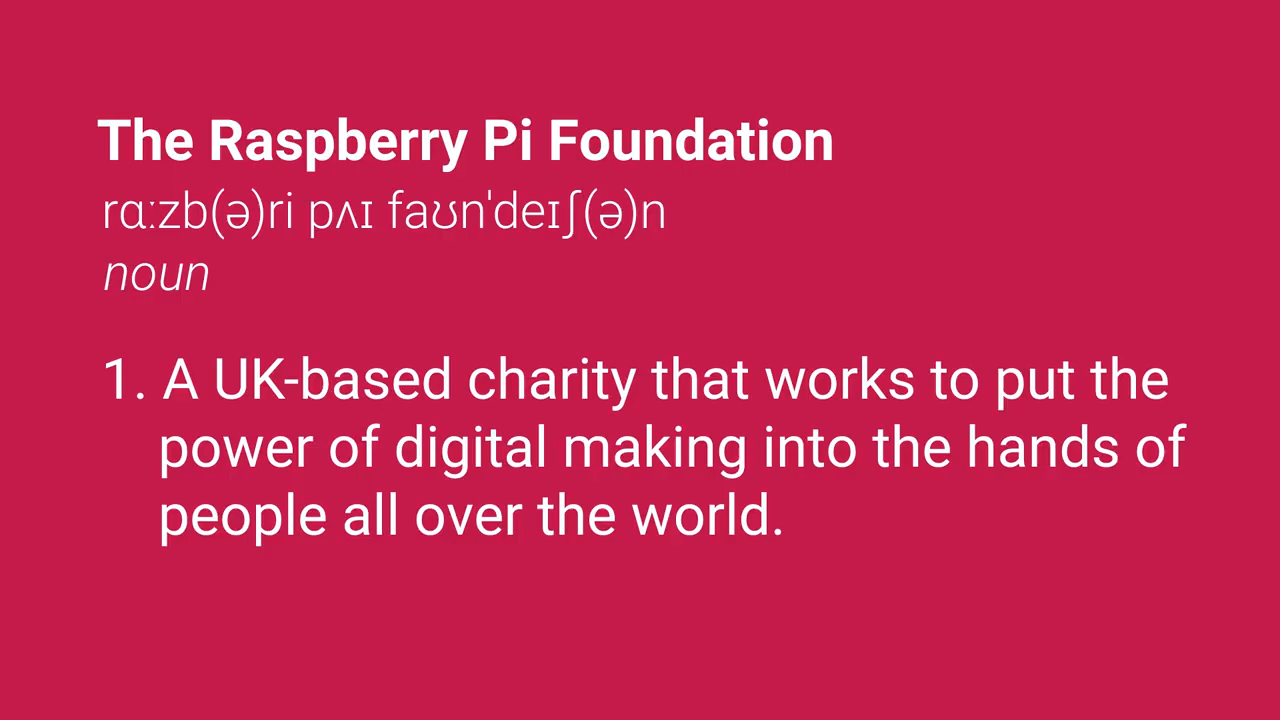 The Raspberry Pi Foundation
rɑːzb(ə)ri pʌɪ faʊnˈdeɪʃ(ə)n
noun
1. A UK-based charity that works to put the
power of digital making into the hands of
people all over the world.